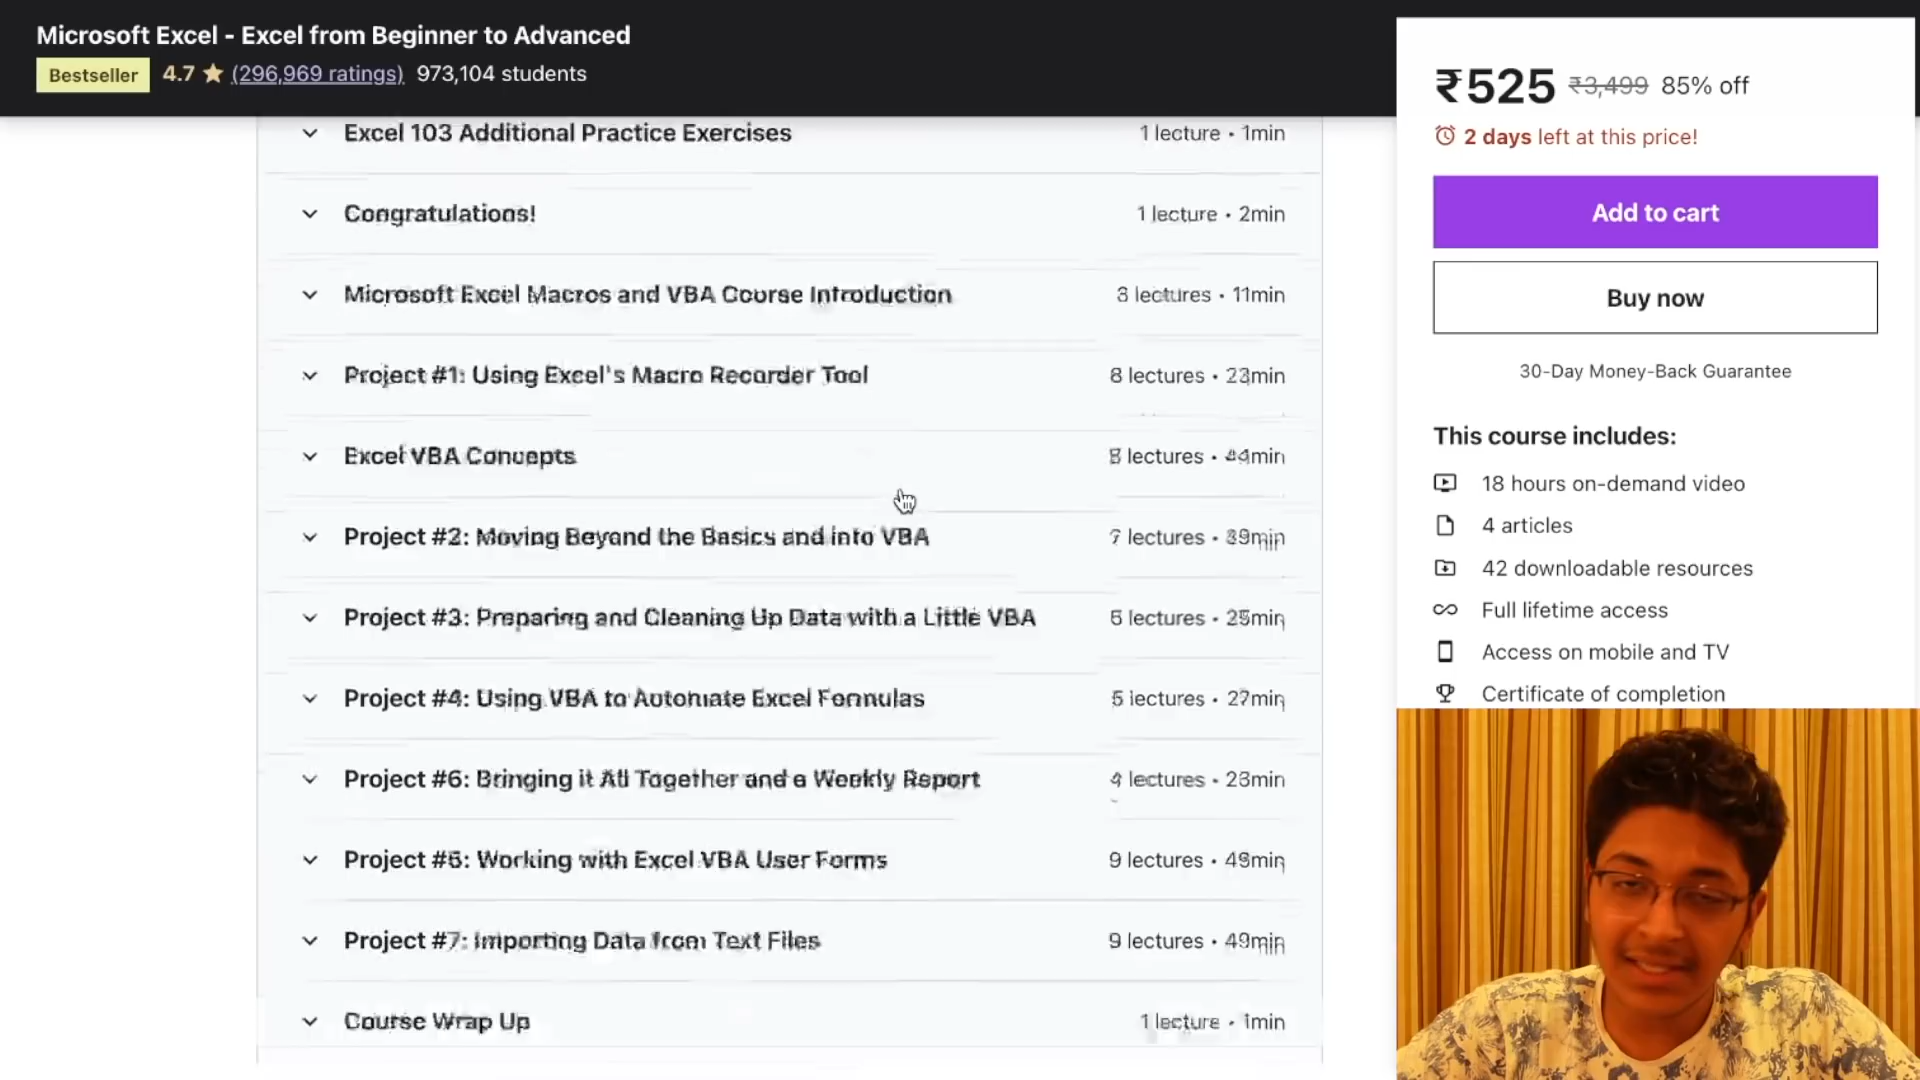 Microsoft Excel - Excel from Beginner to Advanced
Bestseller 4.7 (296,969 ratings) 973,104 students
Excel 103 Additional Practice Exercises 1 lecture • 1min
Congratulations! 1 lecture • 2min
Microsoft Excel Macros and VBA Course Introduction 3 lectures • 11min
Project #1: Using Excel's Macro Recorder Tool 8 lectures • 23min
Excel VBA Concepts lectures •
Project #2: Moving Beyond the Basics and into VBA 7 lectures •
Project #3: Preparing and Cleaning Up Data with a Little VBA lectures • 25min
Project #4: Using VBA to Automate Excel Formulas 5 lectures • 27min
Project #6: Bringing it All Together and a Weekly Report 4 lectures • 23min
Project #5: Working with Excel VBA User Forms 9 lectures •
Project #7: Importing Data from Text Files 9 lectures • 49min
Course Wrap Up 1 lecture • 1min
₹525 ₹3,499 85% off
2 days left at this price!
Add to cart
Buy now
30-Day Money-Back Guarantee
This course includes:
18 hours on-demand video
4 articles
42 downloadable resources
Full lifetime access
Access on mobile and TV
Certificate of completion